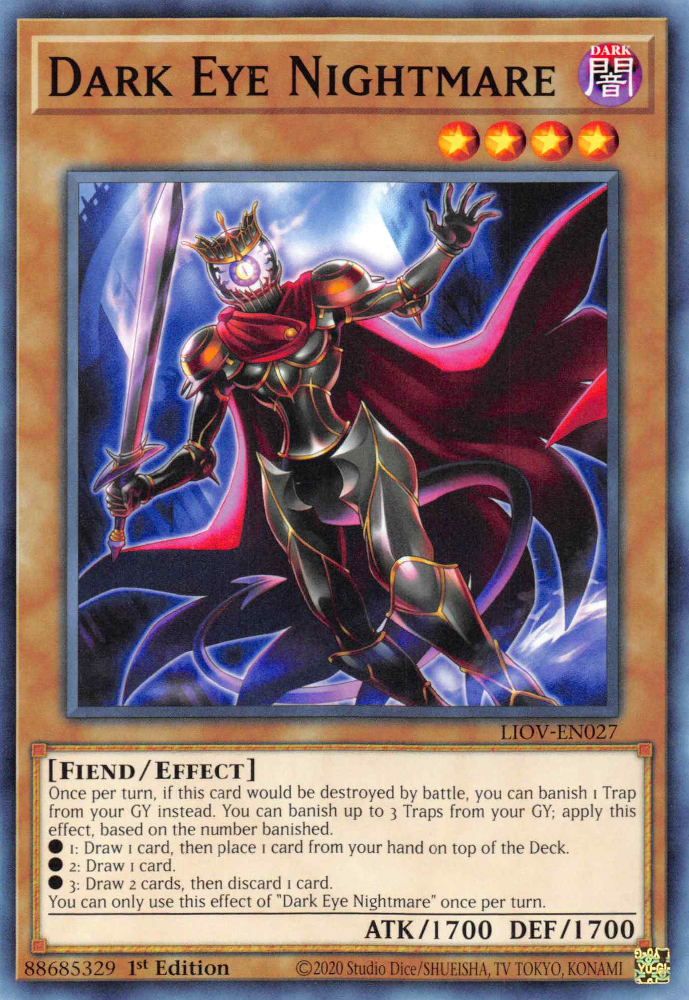 DARK EYE NIGHTMARE
DARK
闇
LIOV-EN027
[FIEND/EFFECT]
Once per turn, if this card would be destroyed by battle, you can banish 1 Trap
from your GY instead. You can banish up to 3 Traps from your GY; apply this
effect, based on the number banished.
● 1: Draw 1 card, then place 1 card from your hand on top of the Deck.
● 2: Draw 1 card.
● 3: Draw 2 cards, then discard 1 card.
You can only use this effect of "Dark Eye Nightmare" once per turn.
ATK/1700 DEF/1700
88685329 1st Edition ©2020 Studio Dice/SHUEISHA, TV TOKYO, KONAMI